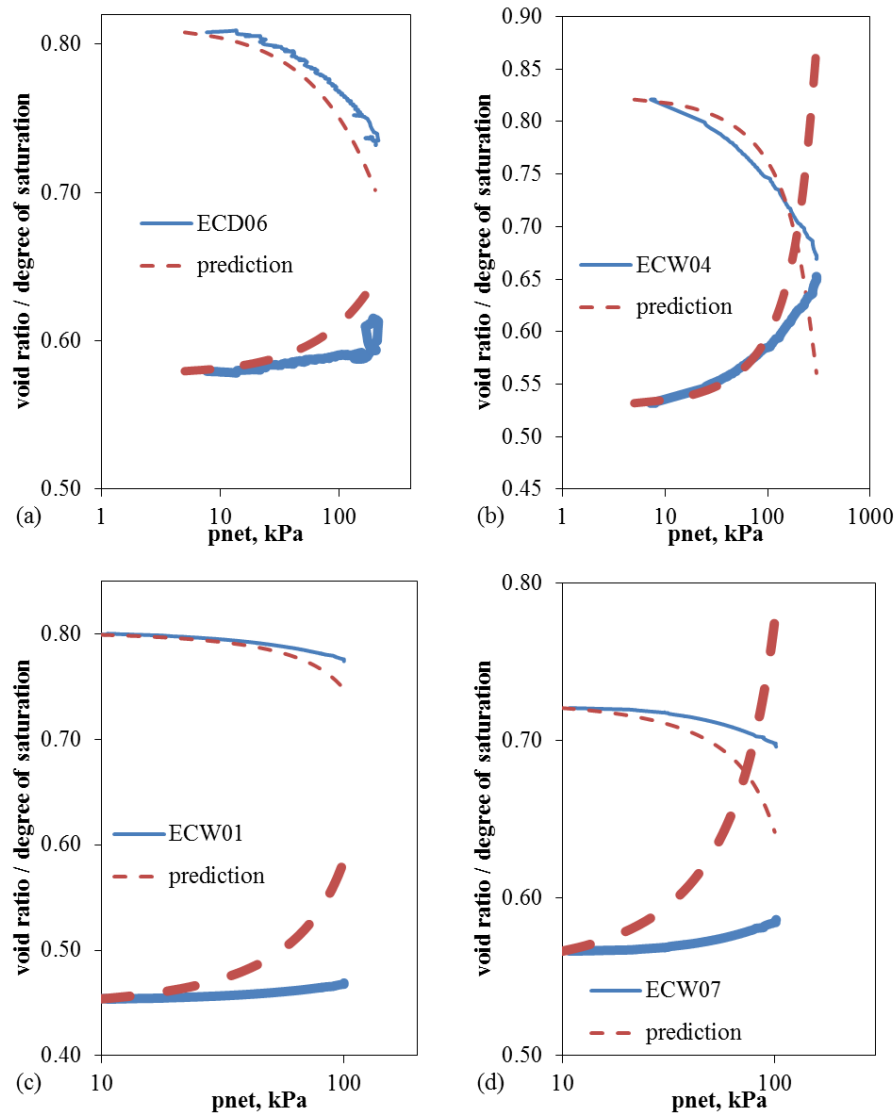 0.80
0.70
0.60
0.50
void ratio / degree of saturation
ECD06
prediction
1
10
100
pnet, kPa
(a)
0.90
0.85
0.80
0.75
0.70
0.65
0.60
0.55
0.50
0.45
void ratio / degree of saturation
ECW04
prediction
1
10
100
1000
pnet, kPa
(b)
0.80
0.70
0.60
0.50
0.40
void ratio / degree of saturation
ECW01
prediction
10
100
pnet, kPa
(c)
0.80
0.70
0.60
0.50
void ratio / degree of saturation
ECW07
prediction
10
100
pnet, kPa
(d)